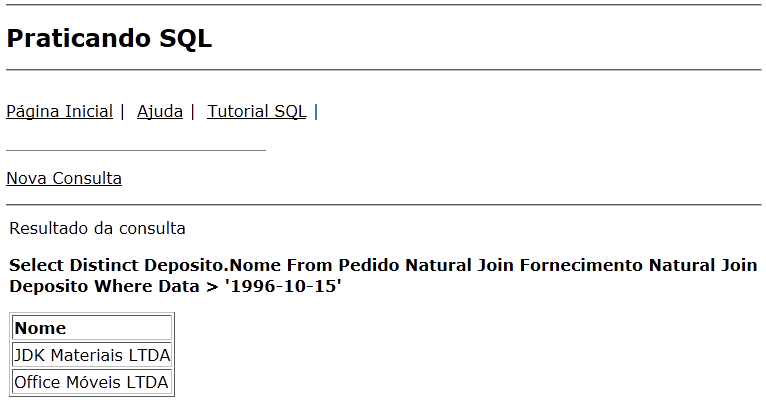 Praticando SQL
Página Inicial | Ajuda | Tutorial SQL |
Nova Consulta
Resultado da consulta
Select Distinct Deposito.Nome From Pedido Natural Join Fornecimento Natural Join
Deposito Where Data > '1996-10-15'
Nome
JDK Materiais LTDA
Office Móveis LTDA